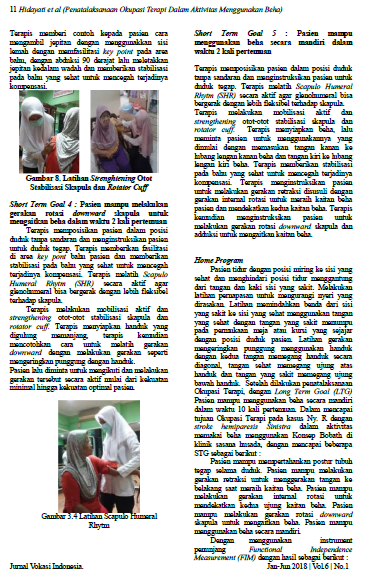 11 Hidayat et al (Penatalaksanaan Okupasi Terapi Dalam Aktivitas Menggunakan Beha)
Terapis memberi contoh kepada pasien cara
mengambil jepitan dengan menggunakkan sisi
lemah dengan memfasilitasi key point pada area
bahu, dengan abduksi 90 derajat lalu meletakkan
jepitan kedalam wadah dan memberikan stabilisasi
pada bahu yang sehat untuk mencegah terjadinya
kompensasi.
Gambar 8. Latihan Strenghtening Otot
Stabilisasi Skapula dan Rotator Cuff
Short Term Goal 4 : Pasien mampu melakukan
gerakan rotasi downward skapula untuk
mengaitkan beha dalam waktu 2 kali pertemuan
Terapis memposisikan pasien dalam posisi
duduk tanpa sandaran dan menginstruksikan pasien
untuk duduk tegap. Terapis memberikan fasilitasi
di area key point bahu pasien dan memberikan
stabilisasi pada bahu yang sehat untuk mencegah
terjadinya kompensasi. Terapis melatih Scapulo
Humeral Rhytm (SHR) secara aktif agar
glenohumeral bisa bergerak dengan lebih fleksibel
terhadap skapula.
Terapis melakukan mobilisasi aktif dan
strengthening otot-otot stabilisasi skapula dan
rotator cuff. Terapis menyiapkan handuk yang
digulung memanjang, terapis kemudian
mencotohkan cara untuk melatih gerakan
downward dengan melakukan gerakan seperti
mengeringkan punggung dengan handuk.
Pasien lalu diminta untuk mengikuti dan melakukan
gerakan tersebut secara aktif mulai dari kekuatan
minimal hingga kekuatan optimal pasien.
Gambar 3.4 Latihan Scapulo Humeral
Rhytm
Short Term Goal 5 : Pasien mampu
menggunakan beha secara mandiri dalam
waktu 2 kali pertemuan
Terapis memposisikan pasien dalam posisi duduk
tanpa sandaran dan menginstruksikan pasien untuk
duduk tegap. Terapis melatih Scapulo Humeral
Rhytm (SHR) secara aktif agar glenohumeral bisa
bergerak dengan lebih fleksibel terhadap skapula.
Terapis melakukan mobilisasi aktif dan
strengthening otot-otot stabilisasi skapula dan
rotator cuff. Terapis menyiapkan beha, lalu
meminta pasien untuk menggunakannya yang
dimulai dengan memasukan tangan kanan ke
lubang lengan kanan beha dan tangan kiri ke lubang
lengan kiri beha. Terapis memberikan stabilisasi
pada bahu yang sehat untuk mencegah terjadinya
kompensasi. Terapis menginstruksikan pasien
untuk melakukan gerakan retraksi disusuli dengan
gerakan internal rotasi untuk meraih kaitan beha
pasien dan mendekatkan kedua kaitan beha. Terapis
kemudian menginstruksikan pasien untuk
melakukan gerakan rotasi downward skapula dan
adduksi untuk mengaitkan kaitan beha.
Home Program
Pasien tidur dengan posisi miring ke sisi yang
sehat dan menghindari posisi tidur menggantung
dari tangan dan kaki sisi yang sakit. Melakukan
latihan pernapasan untuk mengurangi nyeri yang
dirasakan. Latihan memindahkan benda dari sisi
yang sakit ke sisi yang sehat menggunakan tangan
yang sehat dengan tangan yang sakit menumpu
pada permukaan meja atau kursi yang sejajar
dengan posisi duduk pasien. Latihan gerakan
mengeringkan punggung menggunakan handuk
dengan kedua tangan memegang handuk secara
diagonal, tangan sehat memegang ujung atas
handuk dan tangan yang sakit memegang ujung
bawah handuk. Setelah dilakukan penatalaksanaan
Okupasi Terapi, dengan Long Term Goal (LTG)
Pasien mampu menggunakan beha secara mandiri
dalam waktu 10 kali pertemuan. Dalam mencapai
tujuan Okupasi Terapi pada kasus Ny. R dengan
stroke hemiparesis Sinistra dalam aktivitas
memakai beha menggunakan Konsep Bobath di
klinik sasana husada, dengan mencapai beberapa
STG sebagai berikut :
Pasien mampu mempertahankan postur tubuh
tegap selama duduk. Pasien mampu melakukan
gerakan retraksi untuk menggerakan tangan ke
belakang saat meraih kaitan beha. Pasien mampu
melakukan gerakan internal rotasi untuk
mendekatkan kedua ujung kaitan beha. Pasien
mampu melakukan gerakan rotasi downward
skapula untuk mengaitkan beha. Pasien mampu
menggunakan beha secara mandiri.
Dengan menggunakan instrument
penunjang Functional Independence
Measurement (FIM) dengan hasil sebagai berikut :
Jurnal Vokasi Indonesia.
Jan-Jun 2018 | Vol.6 | No.1